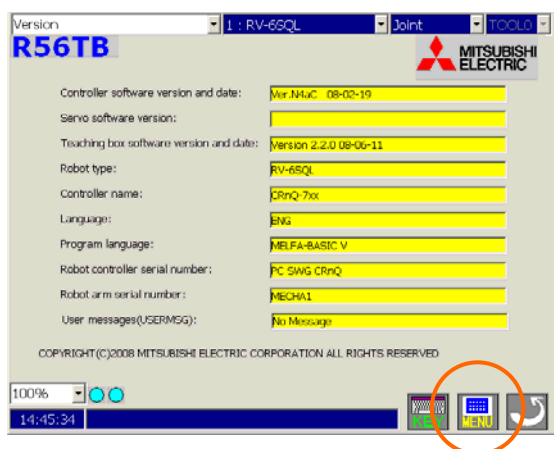 Version 1 : RV-6SQL Joint TOOL0
R56TB
MITSUBISHI
ELECTRIC
Controller software version and date: Ver.N4aC 08-02-19
Servo software version:
Teaching box software version and date: Version 2.2.0 08-06-11
Robot type: RV-6SQL
Controller name: CRnQ-7xx
Language: ENG
Program language: MELFA-BASIC V
Robot controller serial number: PC SWG CRnQ
Robot arm serial number: MECHA1
User messages(USERMSG): No Message
COPYRIGHT(C)2008 MITSUBISHI ELECTRIC CORPORATION ALL RIGHTS RESERVED
100%
14:45:34 KEY MENU